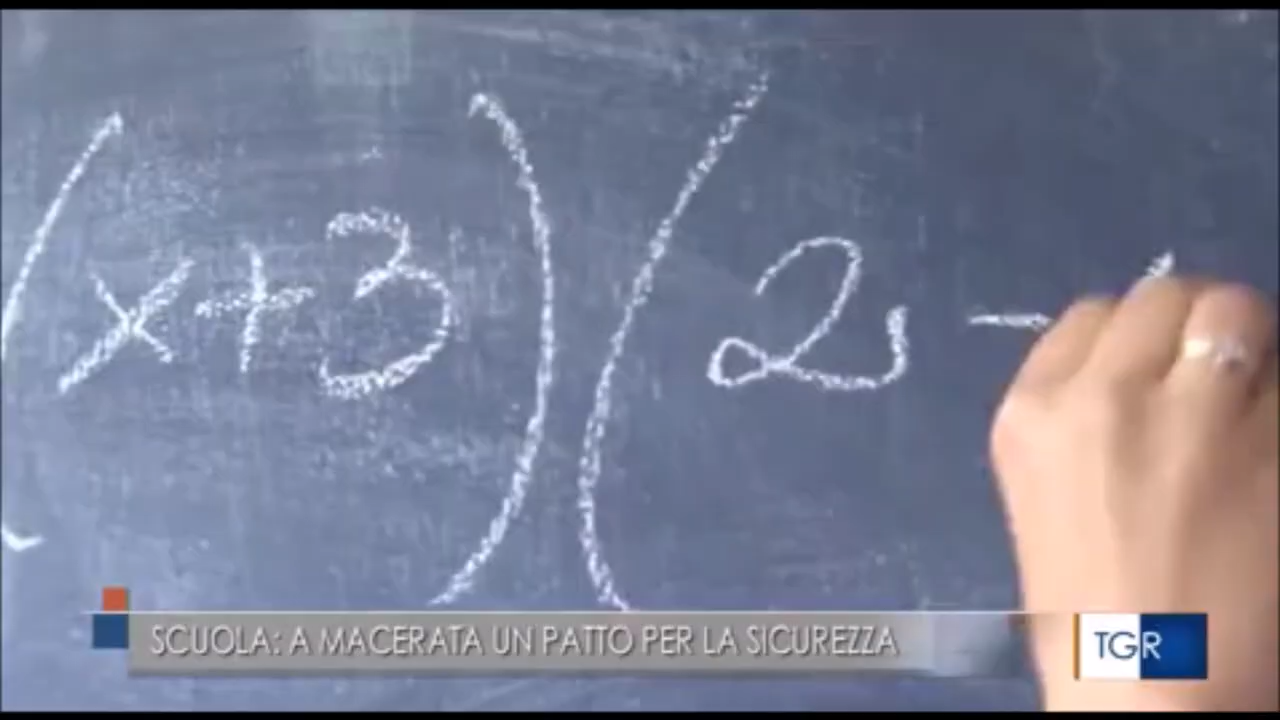 (x+3)(2 -
SCUOLA: A MACERATA UN PATTO PER LA SICUREZZA
TGR